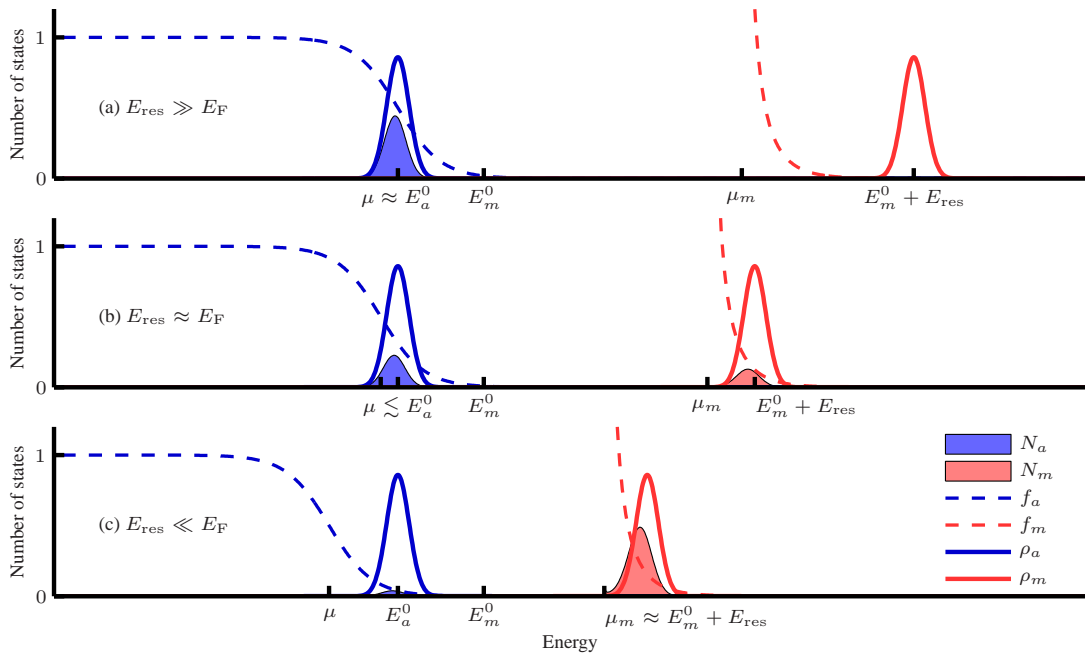 Number of states
1
0
(a) E_res ≫ E_F
μ ≈ E_a^0
E_m^0
μ_m
E_m^0 + E_res
Number of states
1
0
(b) E_res ≈ E_F
μ ≲ E_a^0
E_m^0
μ_m
E_m^0 + E_res
Number of states
1
0
(c) E_res ≪ E_F
μ
E_a^0
E_m^0
μ_m ≈ E_m^0 + E_res
N_a
N_m
f_a
f_m
ρ_a
ρ_m
Energy